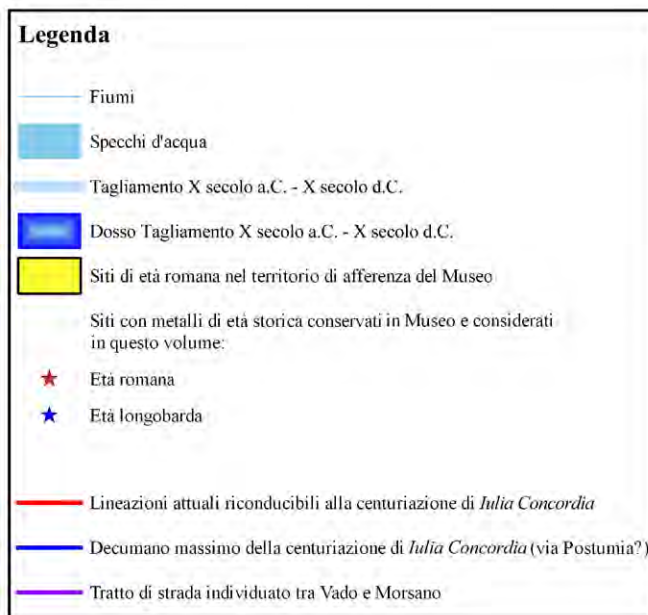 Legenda
Fiumi
Specchi d'acqua
Tagliamento X secolo a.C. - X secolo d.C.
Dosso Tagliamento X secolo a.C. - X secolo d.C.
Siti di età romana nel territorio di afferenza del Museo
Siti con metalli di età storica conservati in Museo e considerati
in questo volume:
Età romana
Età longobarda
Lineazioni attuali riconducibili alla centuriazione di Iulia Concordia
Decumano massimo della centuriazione di Iulia Concordia (via Postumia?)
Tratto di strada individuato tra Vado e Morsano